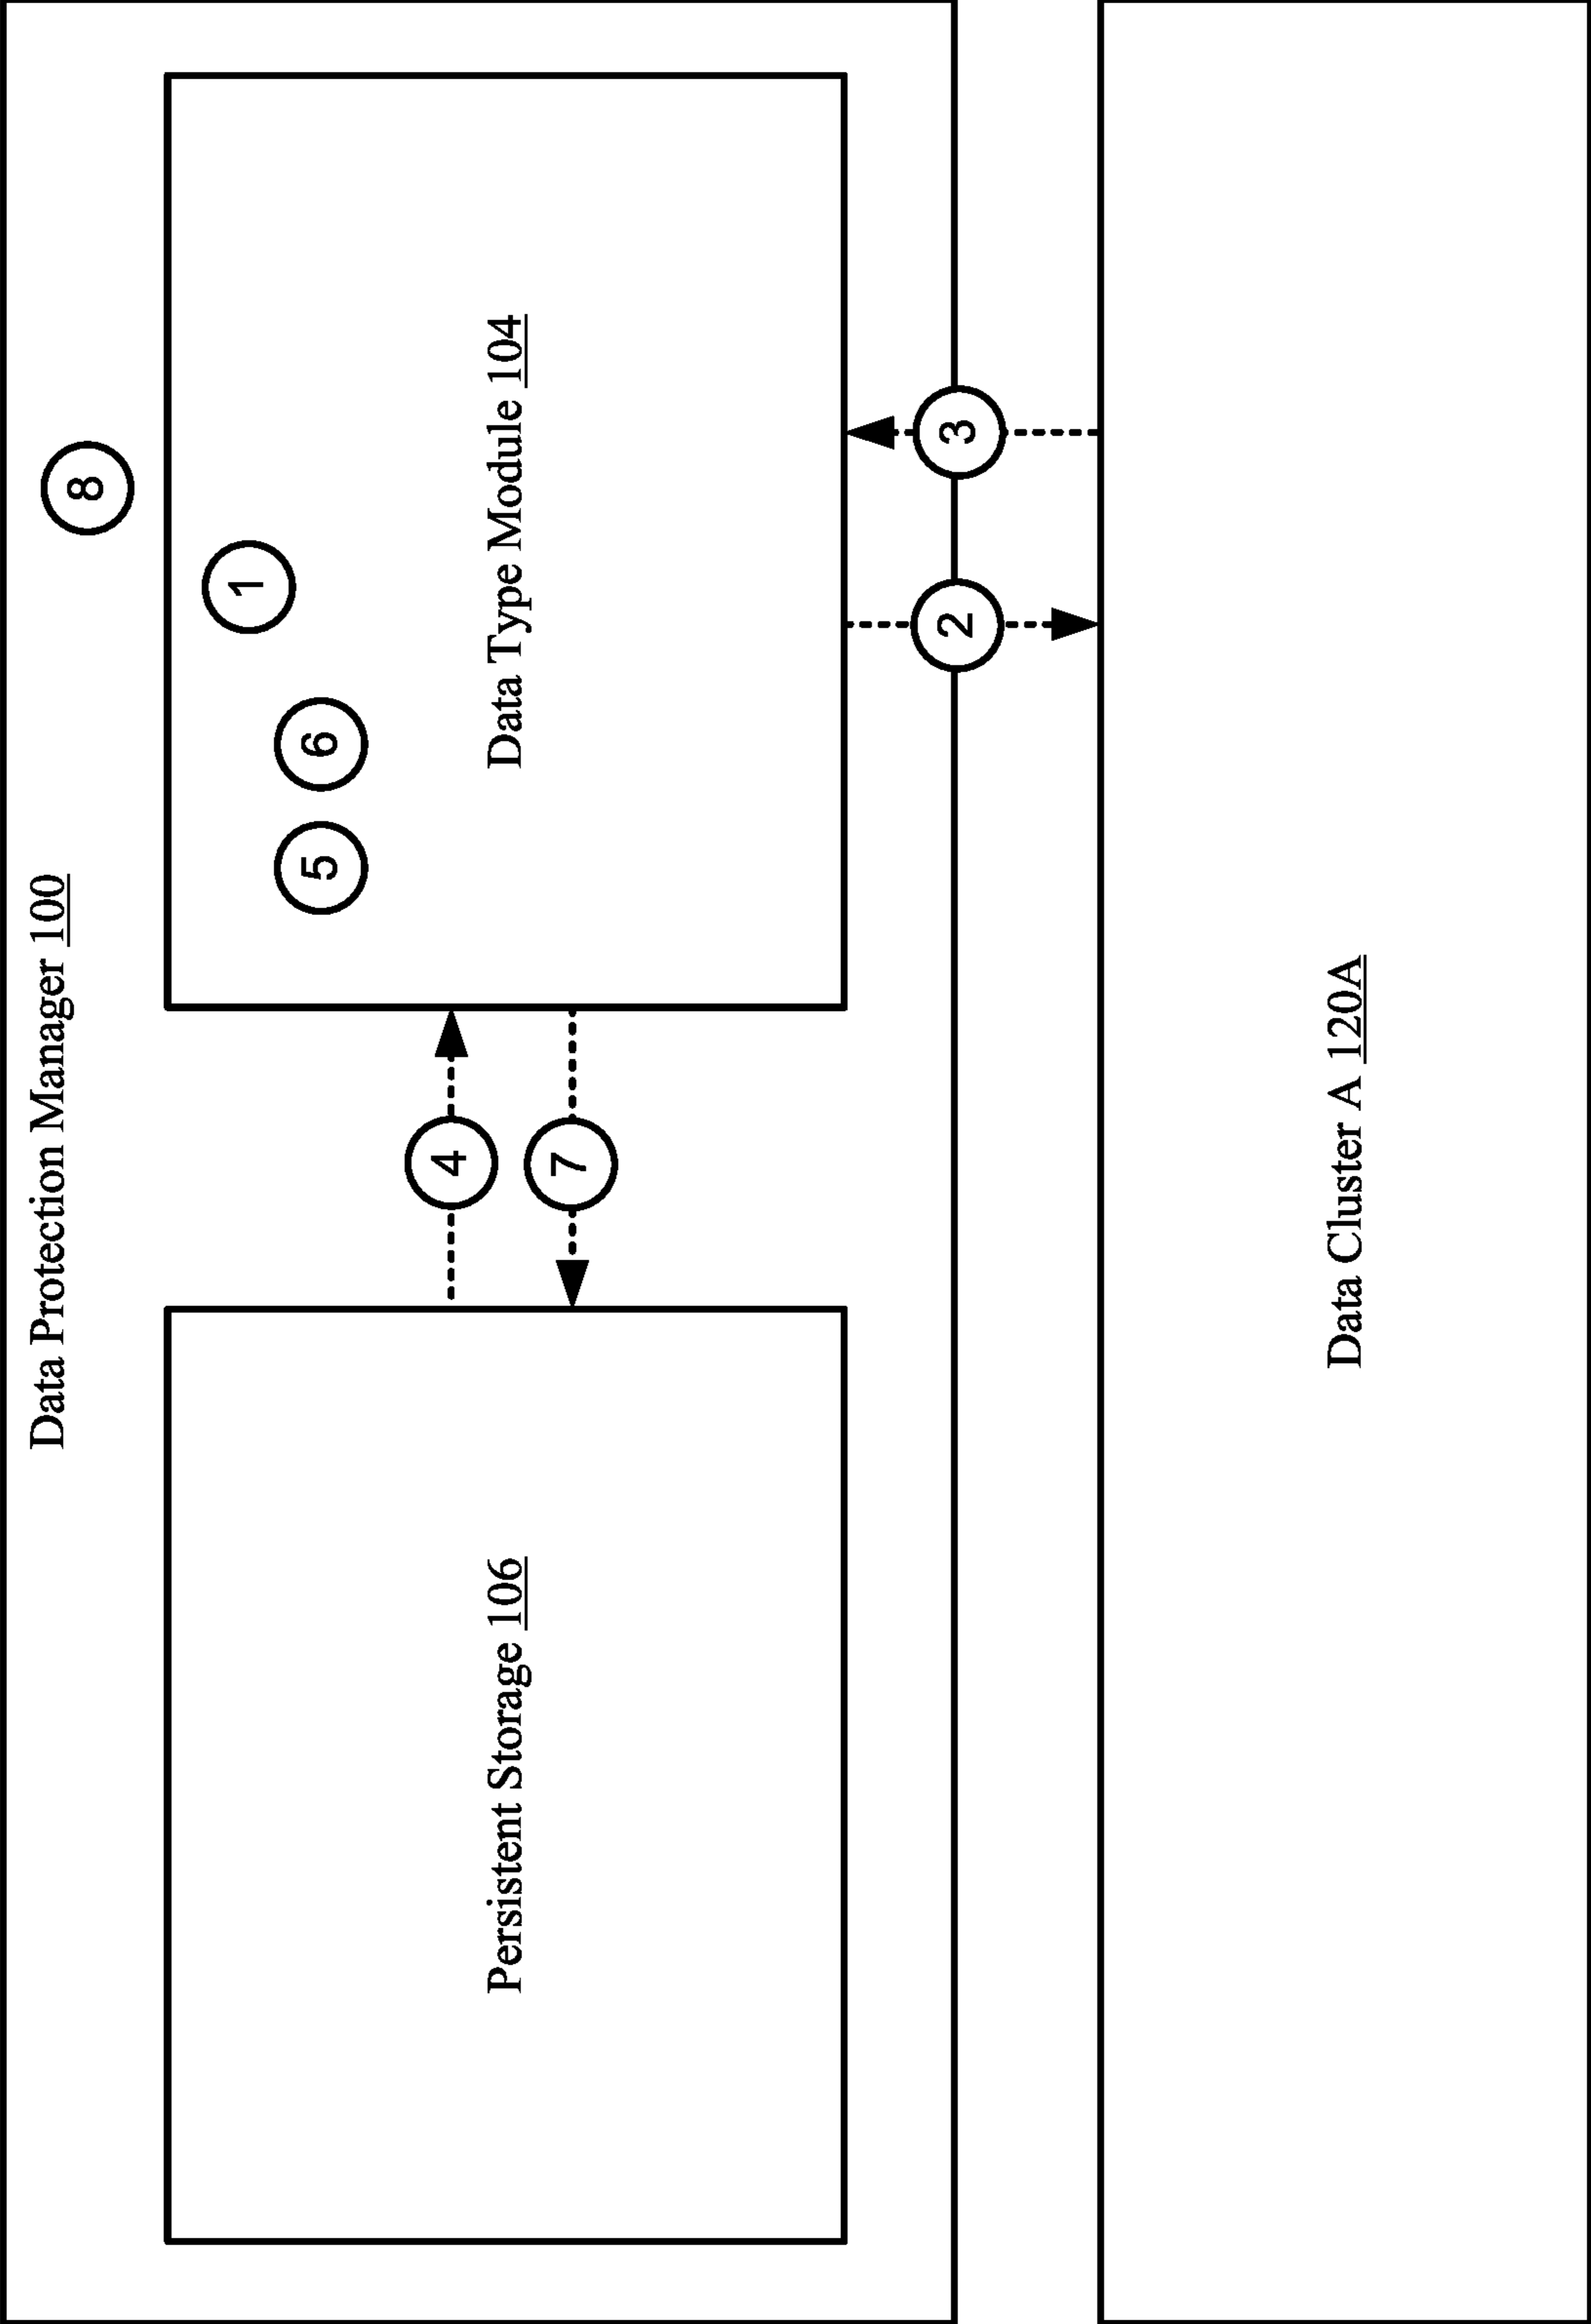 Data Protection Manager 100
8
1
5
6
4
7
Persistent Storage 106
Data Type Module 104
2
3
Data Cluster A 120A